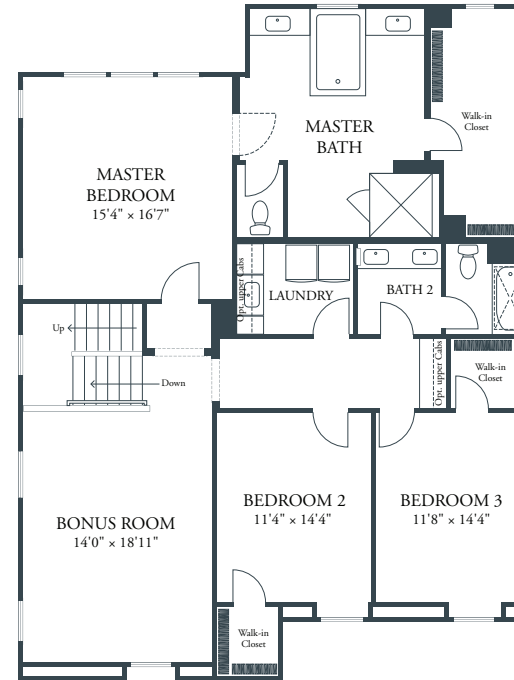 Walk-in
Closet
MASTER
BATH
MASTER
BEDROOM
15'4" × 16'7"
Opt. upper Cabs
LAUNDRY
BATH 2
Up
Down
Opt. upper Cabs
Walk-in
Closet
BEDROOM 2
11'4" × 14'4"
BEDROOM 3
11'8" × 14'4"
BONUS ROOM
14'0" × 18'11"
Walk-in
Closet